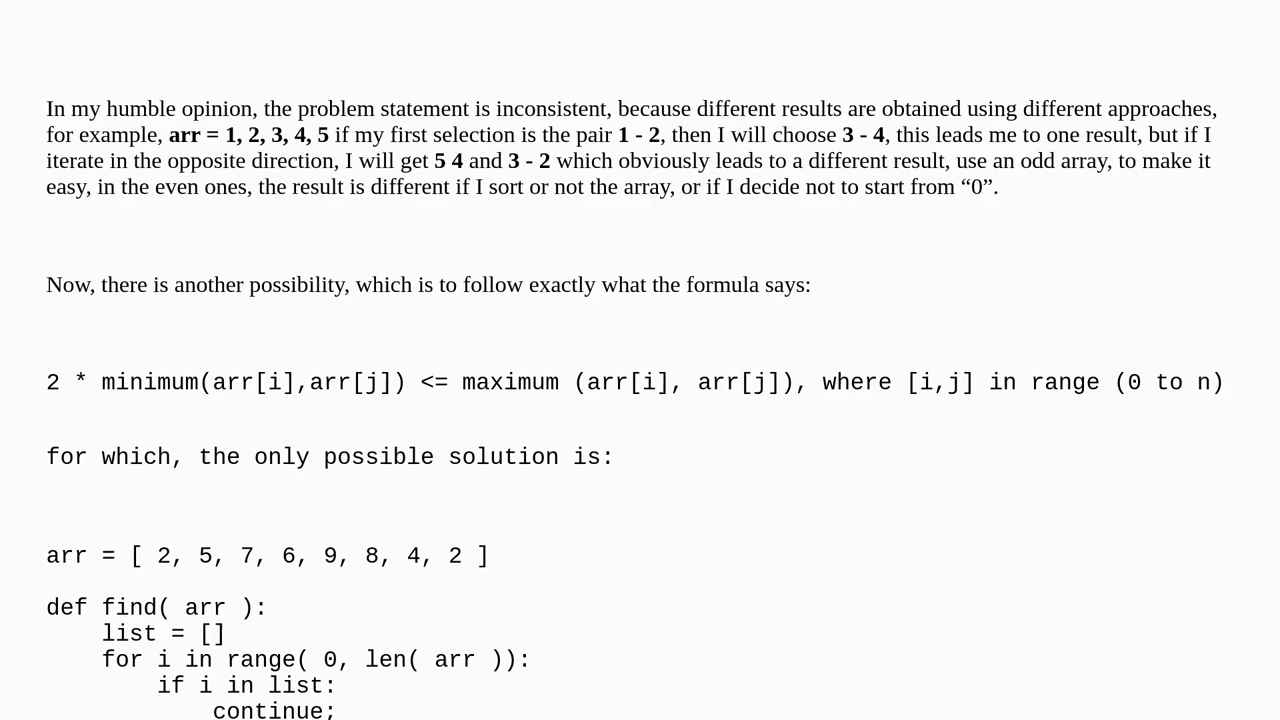 In my humble opinion, the problem statement is inconsistent, because different results are obtained using different approaches,
for example, arr = 1, 2, 3, 4, 5 if my first selection is the pair 1 - 2, then I will choose 3 - 4, this leads me to one result, but if I
iterate in the opposite direction, I will get 5 4 and 3 - 2 which obviously leads to a different result, use an odd array, to make it
easy, in the even ones, the result is different if I sort or not the array, or if I decide not to start from “0”.
Now, there is another possibility, which is to follow exactly what the formula says:
2 * minimum(arr[i],arr[j]) <= maximum (arr[i], arr[j]), where [i,j] in range (0 to n)
for which, the only possible solution is:
arr = [ 2, 5, 7, 6, 9, 8, 4, 2 ]
def find( arr ):
    list = []
    for i in range( 0, len( arr )):
        if i in list:
            continue;